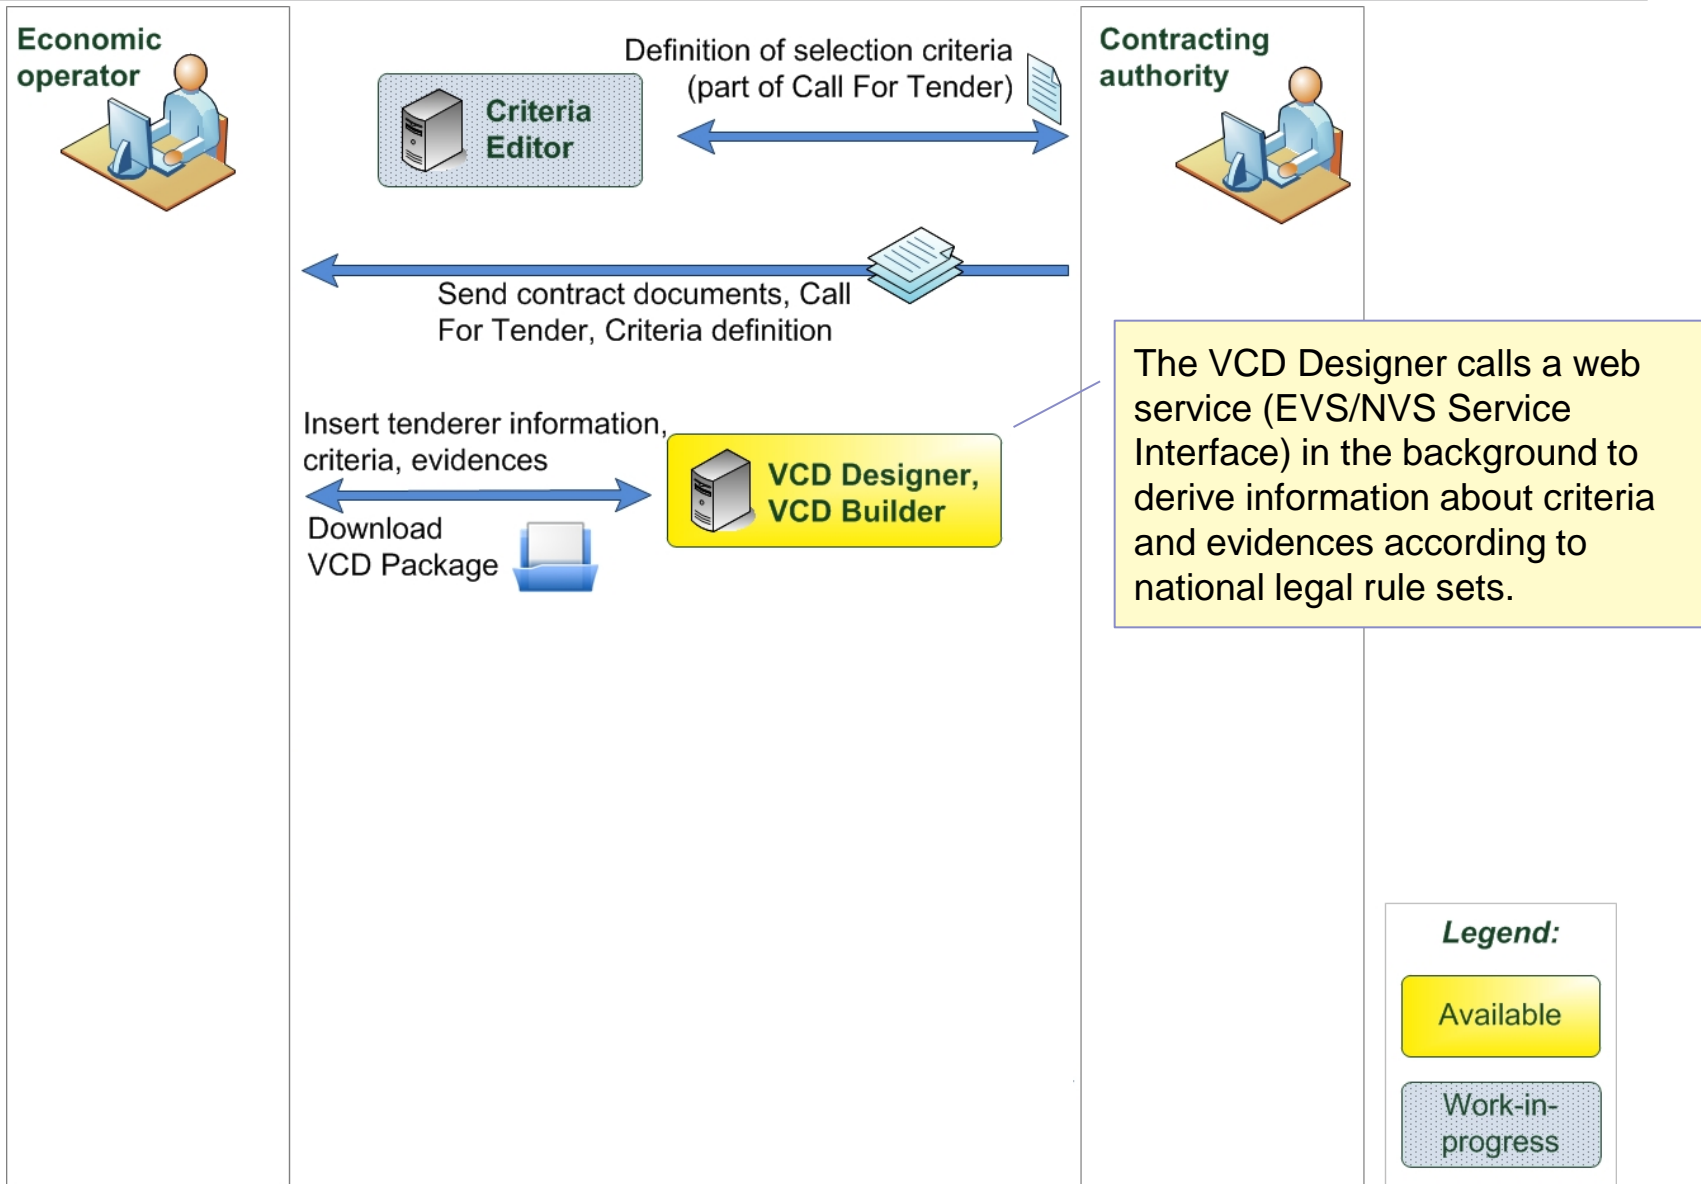 Economic
operator
Definition of selection criteria
(part of Call For Tender)
Contracting
authority
Criteria
Editor
Send contract documents, Call
For Tender, Criteria definition
The VCD Designer calls a web
service (EVS/NVS Service
Interface) in the background to
derive information about criteria
and evidences according to
national legal rule sets.
Insert tenderer information,
criteria, evidences
VCD Designer,
VCD Builder
Download
VCD Package
Legend:
Available
Work-in-
progress